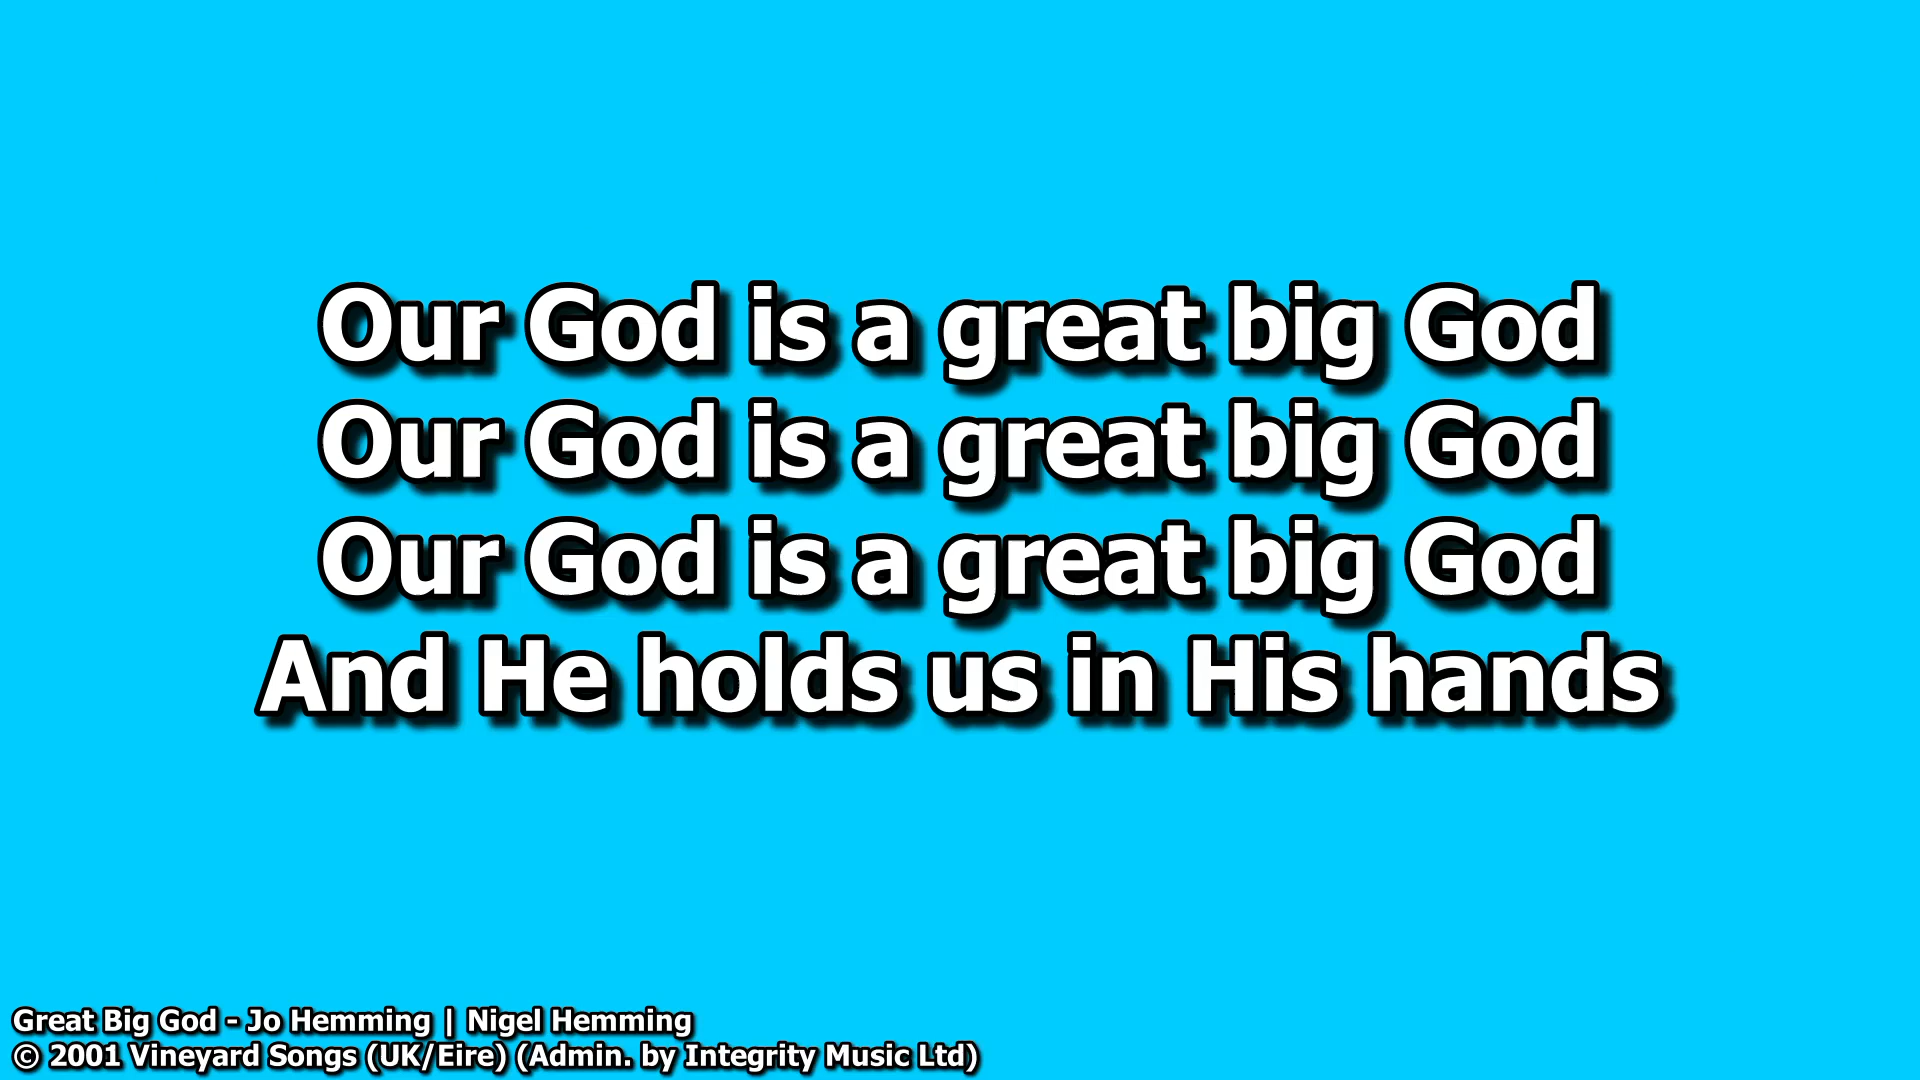 Our God is a great big God
Our God is a great big God
Our God is a great big God
And He holds us in His hands
Great Big God - Jo Hemming | Nigel Hemming
© 2001 Vineyard Songs (UK/Eire) (Admin. by Integrity Music Ltd)